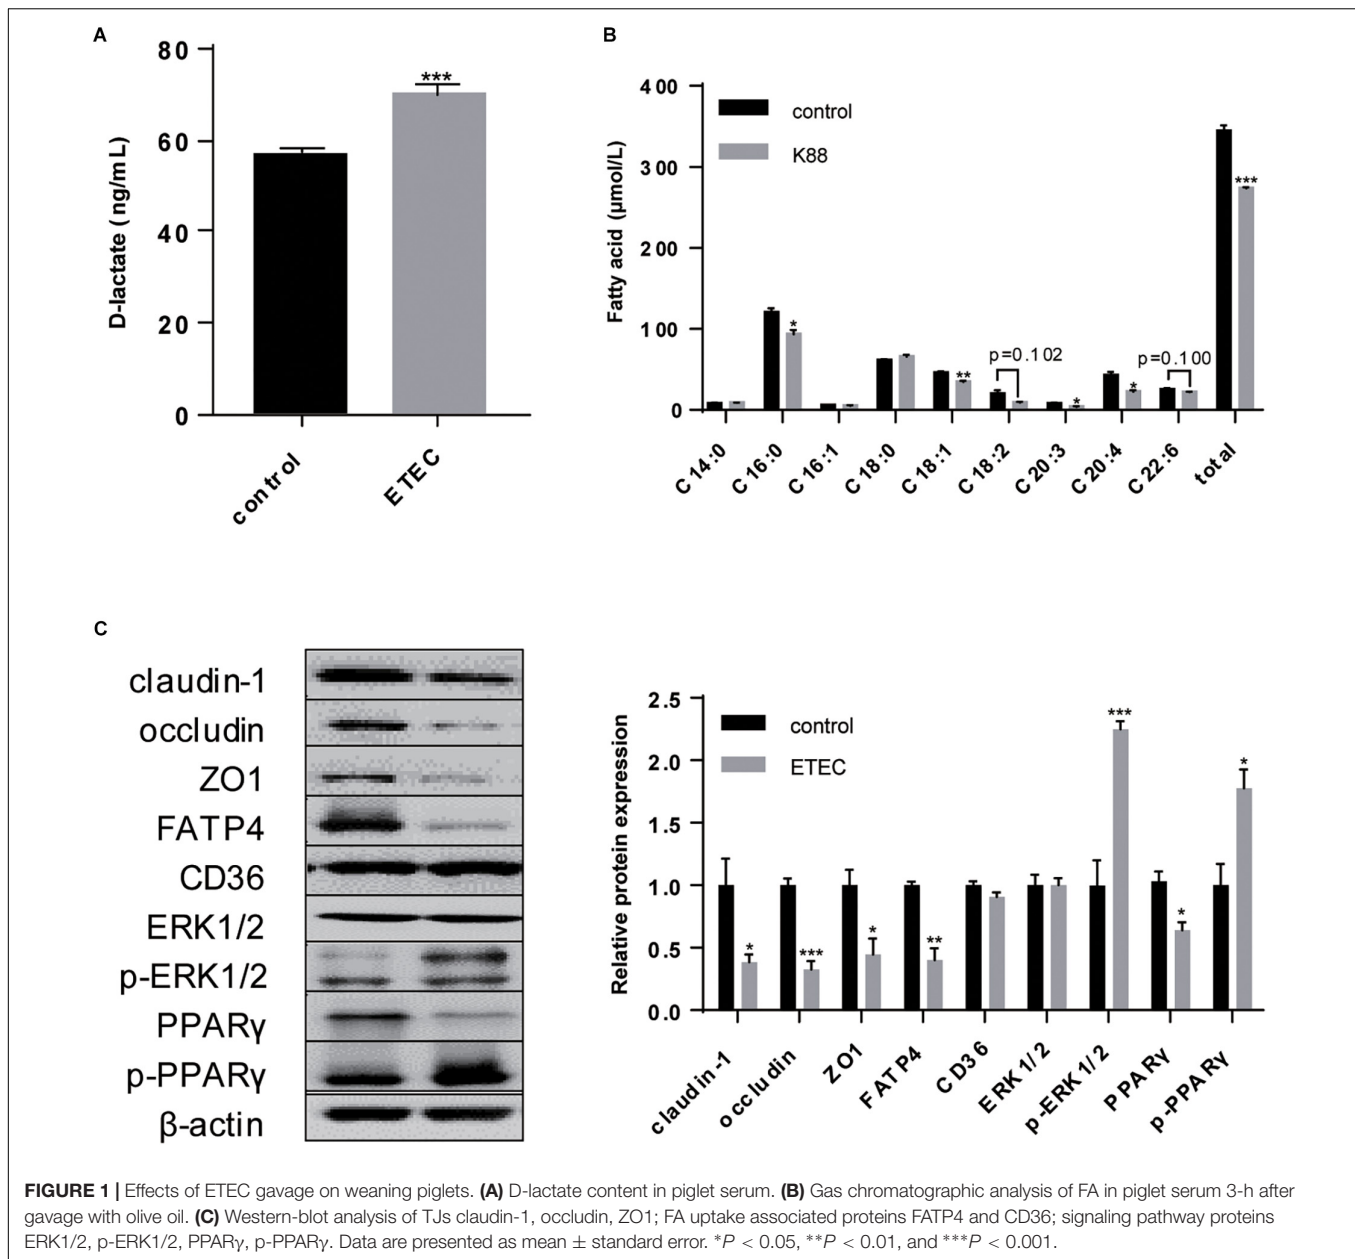 A
80
60
40
20
0
D-lactate (ng/mL)
***
control
ETEC
B
400
300
200
100
0
Fatty acid (μmol/L)
control
K88
*
**
p=0.102
*
*
p=0.100
***
C14:0
C16:0
C16:1
C18:0
C18:1
C18:2
C20:3
C20:4
C22:6
total
C
claudin-1
occludin
ZO1
FATP4
CD36
ERK1/2
p-ERK1/2
PPARγ
p-PPARγ
β-actin
2.5
2.0
1.5
1.0
0.5
0.0
Relative protein expression
control
ETEC
*
***
*
**
***
*
*
claudin-1
occludin
ZO1
FATP4
CD36
ERK1/2
p-ERK1/2
PPARγ
p-PPARγ
FIGURE 1 | Effects of ETEC gavage on weaning piglets. (A) D-lactate content in piglet serum. (B) Gas chromatographic analysis of FA in piglet serum 3-h after
gavage with olive oil. (C) Western-blot analysis of TJs claudin-1, occludin, ZO1; FA uptake associated proteins FATP4 and CD36; signaling pathway proteins
ERK1/2, p-ERK1/2, PPARγ, p-PPARγ. Data are presented as mean ± standard error. *P < 0.05, **P < 0.01, and ***P < 0.001.